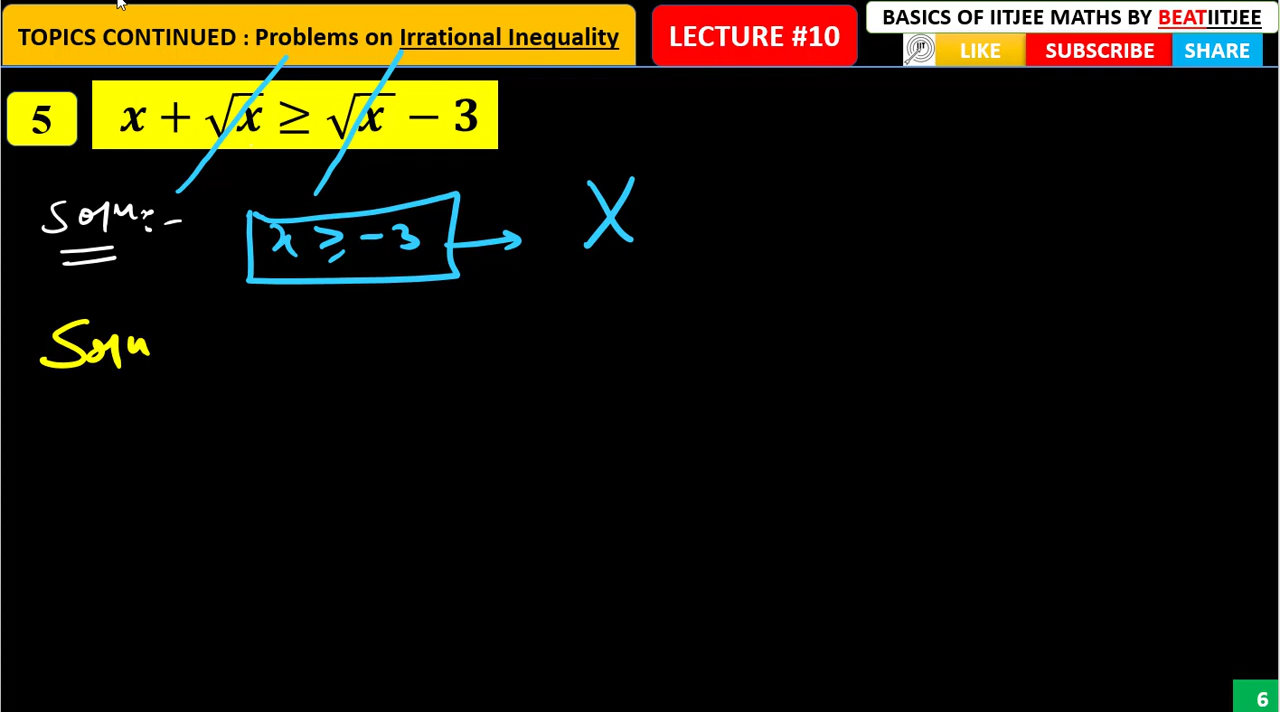 TOPICS CONTINUED : Problems on Irrational Inequality
LECTURE #10
BASICS OF IITJEE MATHS BY BEATIITJEE
IIT
LIKE
SUBSCRIBE
SHARE
5
x + √x ≥ √x − 3
Soln:-
x ≥ -3 → X
Soln
6